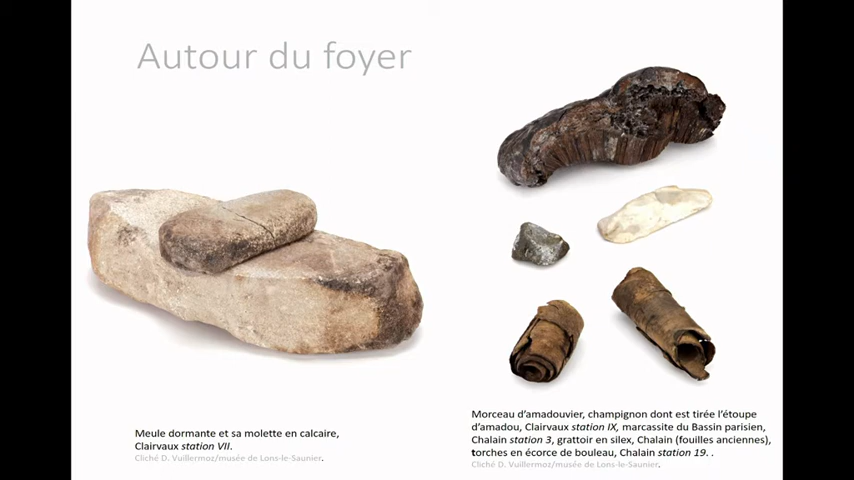 Autour du foyer
Meule dormante et sa molette en calcaire,
Clairvaux station VII.
Cliché D. Vuillermoz/musée de Lons-le-Saunier.
Morceau d'amadouvier, champignon dont est tirée l'étoupe
d'amadou, Clairvaux station IX, marcassite du Bassin parisien,
Chalain station 3, grattoir en silex, Chalain (fouilles anciennes),
torches en écorce de bouleau, Chalain station 19. .
Cliché D. Vuillermoz/musée de Lons-le-Saunier.